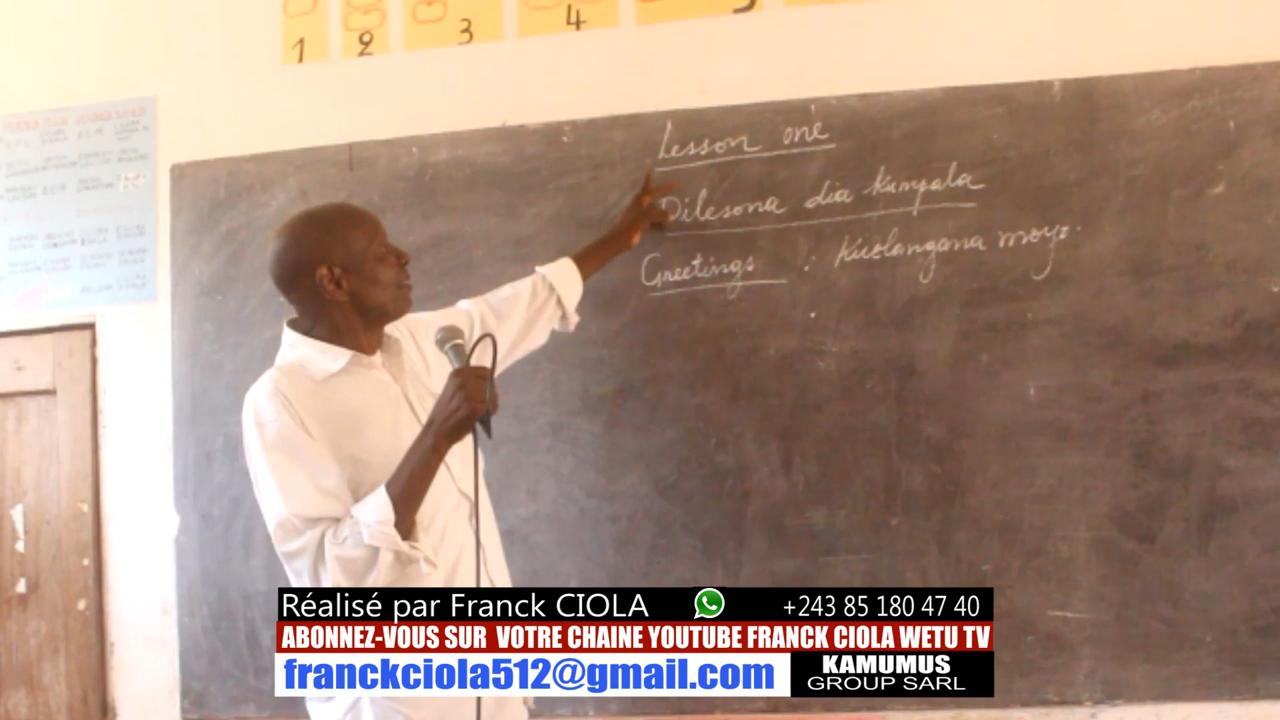 1 2 3 4
Lesson one
Dilesona dia kumpala
Greetings : Kuelangana moyo.
Réalisé par Franck CIOLA +243 85 180 47 40
ABONNEZ-VOUS SUR VOTRE CHAINE YOUTUBE FRANCK CIOLA WETU TV
franckciola512@gmail.com
KAMUMUS
GROUP SARL